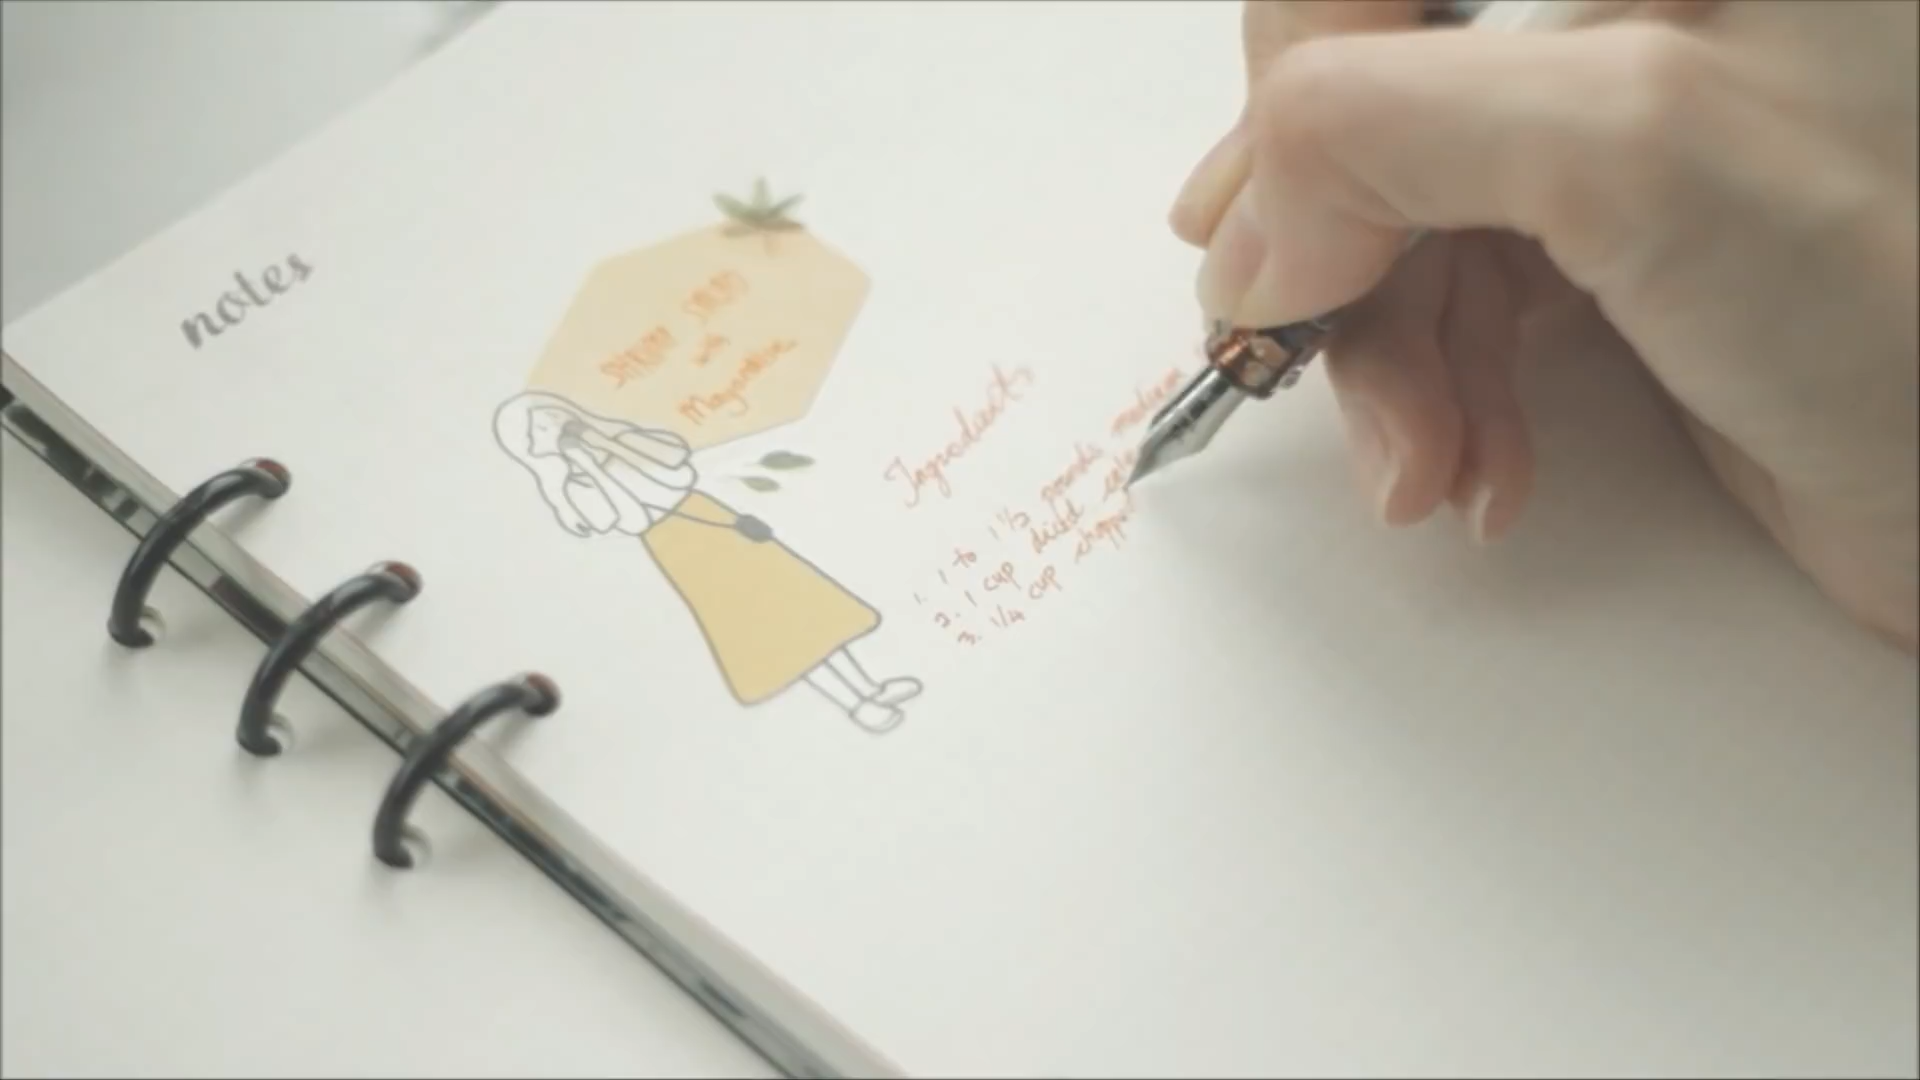 notes
SHRIMP SALAD
with
Mayonnaise
Ingredients
1. 1 to 1 1/2 pounds medium
2. 1 cup diced
3. 1/4 cup chopp